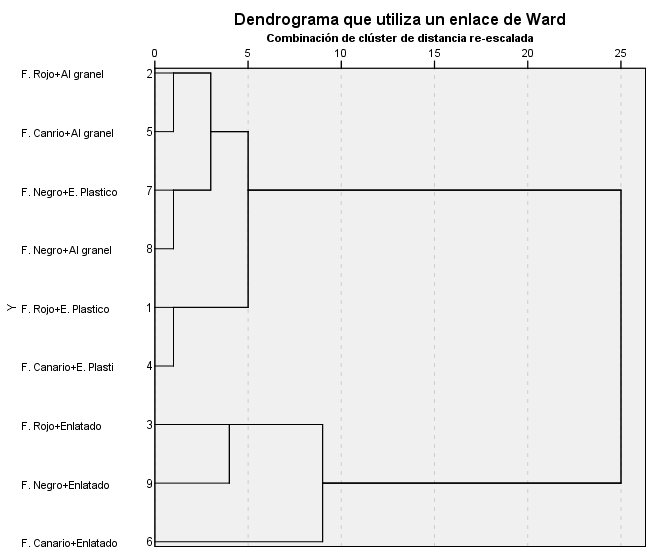 Dendrograma que utiliza un enlace de Ward
Combinación de clúster de distancia re-escalada
0 5 10 15 20 25
F. Rojo+Al granel 2
F. Canrio+Al granel 5
F. Negro+E. Plastico 7
F. Negro+Al granel 8
Y
F. Rojo+E. Plastico 1
F. Canario+E. Plasti 4
F. Rojo+Enlatado 3
F. Negro+Enlatado 9
F. Canario+Enlatado 6